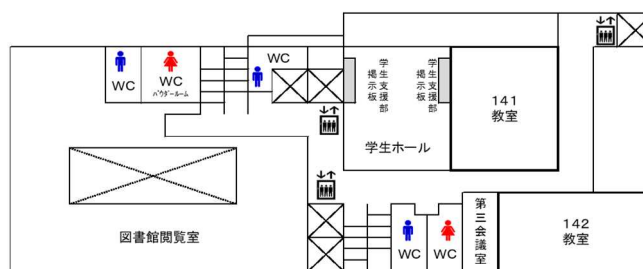 WC
WC
パウダールーム
WC
学生支援部
掲示板
学生支援部
掲示板
141
教室
学生ホール
図書館閲覧室
WC
WC
第三会議室
142
教室